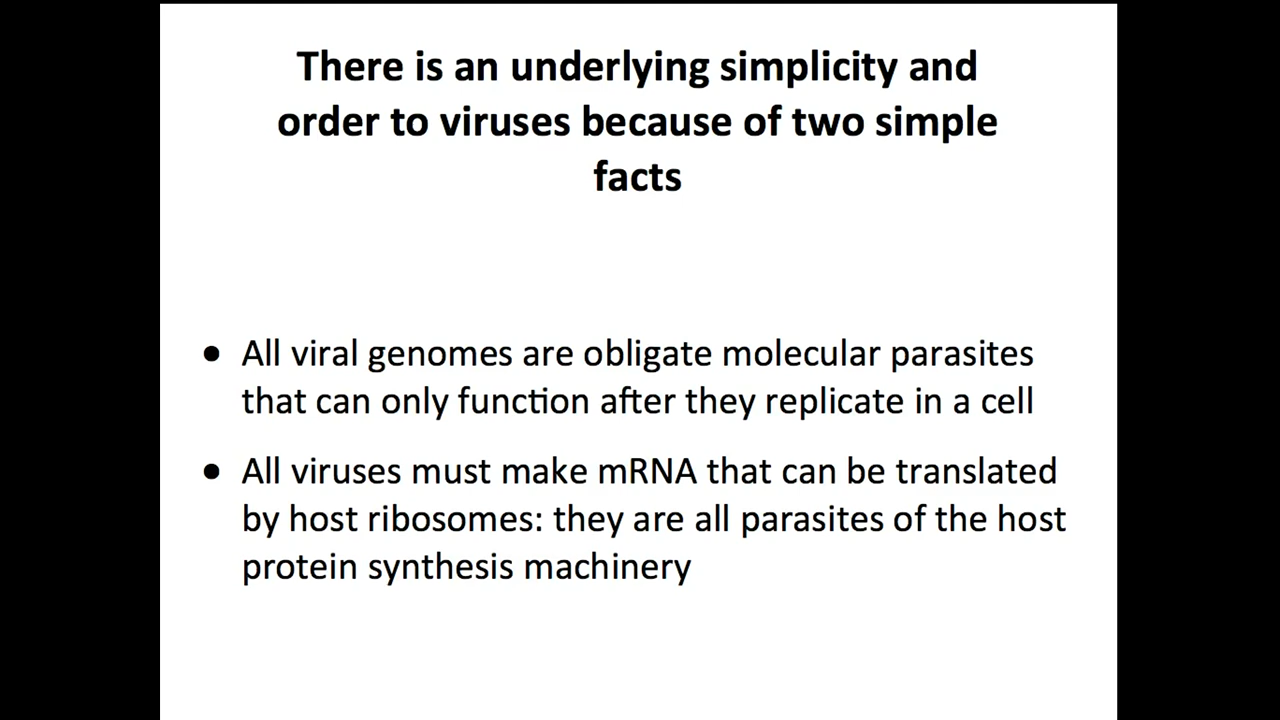 There is an underlying simplicity and
order to viruses because of two simple
facts
● All viral genomes are obligate molecular parasites
that can only function after they replicate in a cell
● All viruses must make mRNA that can be translated
by host ribosomes: they are all parasites of the host
protein synthesis machinery